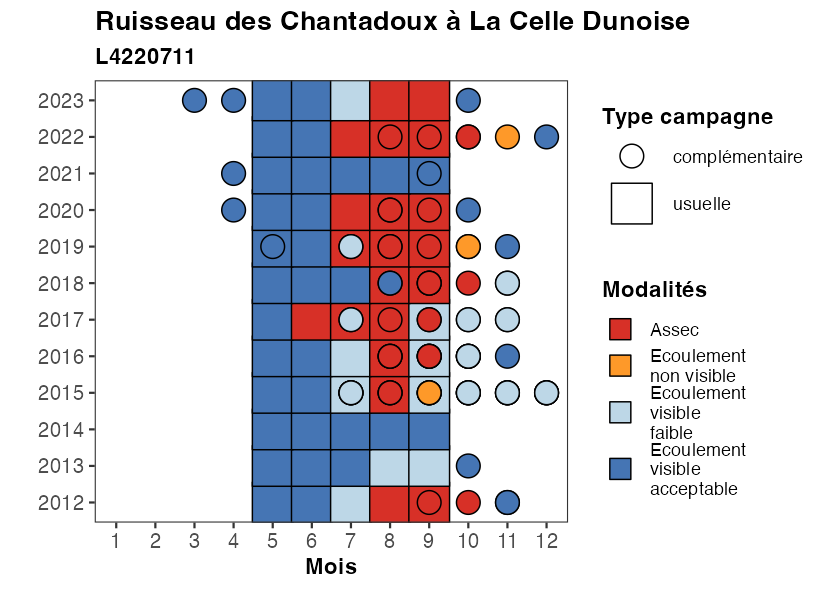 Ruisseau des Chantadoux à La Celle Dunoise
L4220711
2023
2022
2021
2020
2019
2018
2017
2016
2015
2014
2013
2012
1 2 3 4 5 6 7 8 9 10 11 12
Mois
Type campagne
complémentaire
usuelle
Modalités
Assec
Ecoulement
non visible
Ecoulement
visible
faible
Ecoulement
visible
acceptable